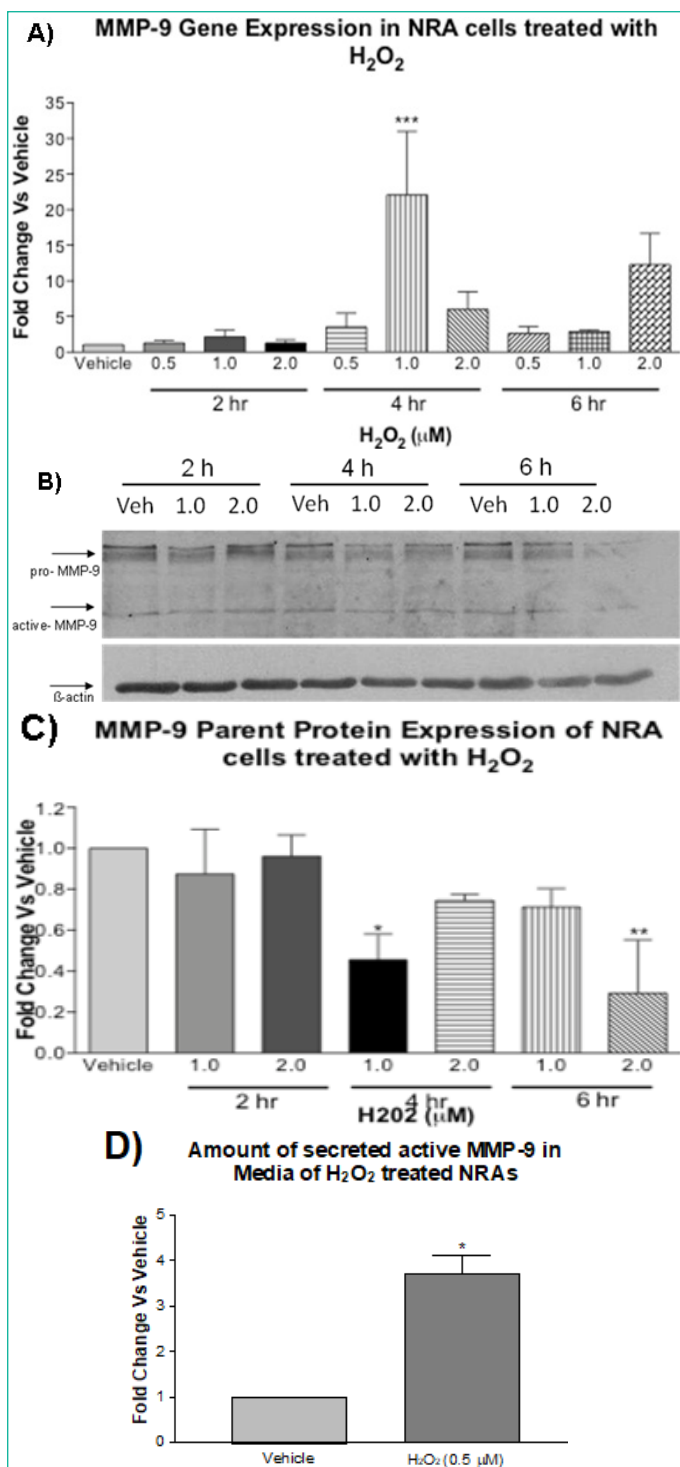 A)
MMP-9 Gene Expression in NRA cells treated with
H₂O₂
Fold Change Vs Vehicle
35
30
25
20
15
10
5
0
***
Vehicle 0.5 1.0 2.0 0.5 1.0 2.0 0.5 1.0 2.0
2 hr 4 hr 6 hr
H₂O₂ (µM)
B)
2 h 4 h 6 h
Veh 1.0 2.0 Veh 1.0 2.0 Veh 1.0 2.0
pro- MMP-9
active- MMP-9
ß-actin
C)
MMP-9 Parent Protein Expression of NRA
cells treated with H₂O₂
Fold Change Vs Vehicle
1.2
1.0
0.8
0.6
0.4
0.2
0.0
*
**
Vehicle 1.0 2.0 1.0 2.0 1.0 2.0
2 hr 4 hr 6 hr
H202 (µM)
D)
Amount of secreted active MMP-9 in
Media of H₂O₂ treated NRAs
Fold Change Vs Vehicle
5
4
3
2
1
0
*
Vehicle H₂O₂ (0.5 µM)